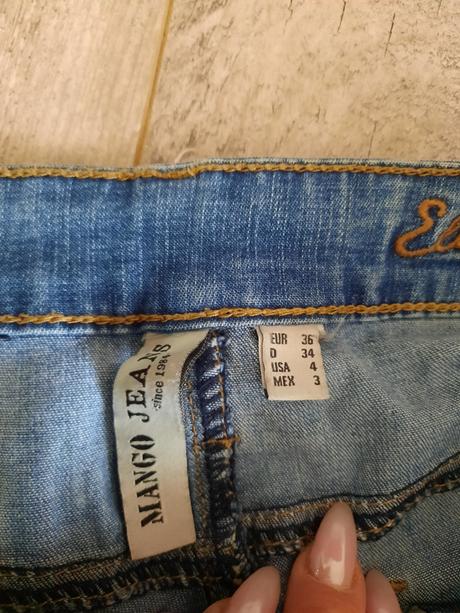 MANGO JEANS
since 1984
EUR 36
D 34
USA 4
MEX 3